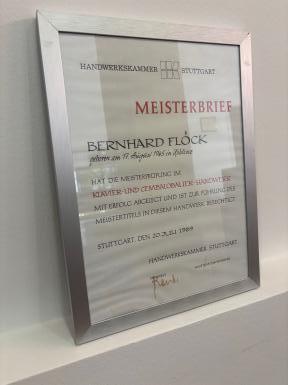 HANDWERKSKAMMER STUTTGART
MEISTERBRIEF
BERNHARD FLÖCK
geboren am 17. August 1965 in Koblenz
HAT DIE MEISTERPRÜFUNG IM
KLAVIER- UND CEMBALOBAUER-HANDWERK
MIT ERFOLG ABGELEGT UND IST ZUR FÜHRUNG DES
MEISTERTITELS IN DIESEM HANDWERK BERECHTIGT.
STUTTGART, DEN 20. JULI 1989
HANDWERKSKAMMER STUTTGART